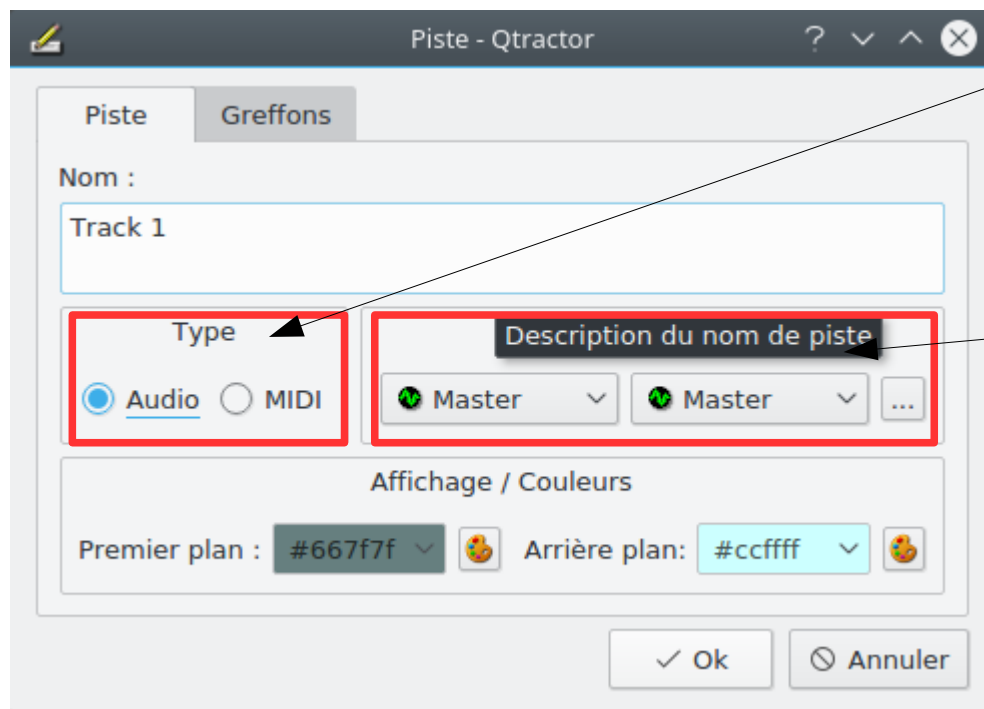 Piste - Qtractor
Piste Greffons
Nom :
Track 1
Type
Description du nom de piste
Audio MIDI Master Master ...
Affichage / Couleurs
Premier plan : #667f7f Arrière plan: #ccffff
Ok Annuler